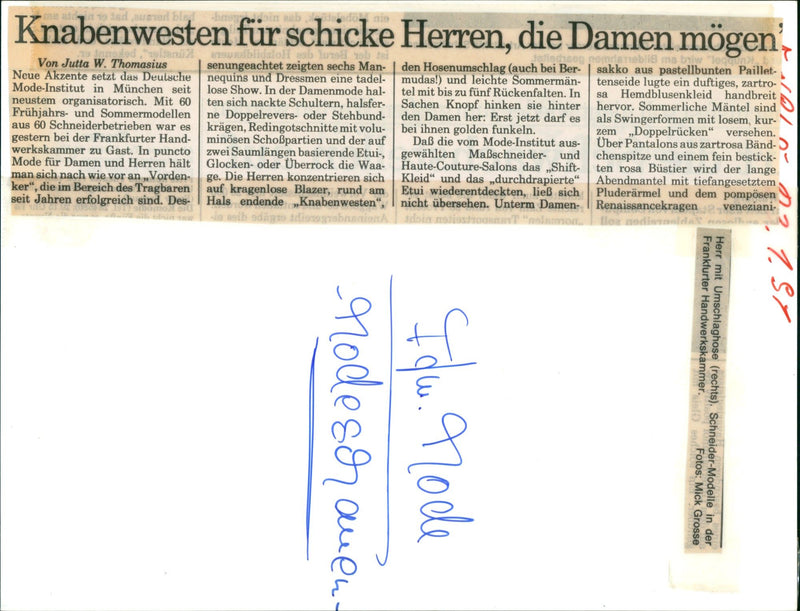 Knabenwesten für schicke Herren, die Damen mögen
Von Jutta W. Thomasius
Neue Akzente setzt das Deutsche
Mode-Institut in München seit
neustem organisatorisch. Mit 60
Frühjahrs- und Sommermodellen
aus 60 Schneiderbetrieben war es
gestern bei der Frankfurter Hand-
werkskammer zu Gast. In puncto
Mode für Damen und Herren hält
man sich nach wie vor an „Vorden-
ker“, die im Bereich des Tragbaren
seit Jahren erfolgreich sind. Des-
senungeachtet zeigten sechs Man-
nequins und Dressmen eine tadel-
lose Show. In der Damenmode hal-
ten sich nackte Schultern, halsfer-
ne Doppelrevers- oder Stehbund-
krägen, Redingotschnitte mit volu-
minösen Schoßpartien und der auf
zwei Saumlängen basierende Etui-,
Glocken- oder Überrock die Waa-
ge. Die Herren konzentrieren sich
auf kragenlose Blazer, rund am
Hals endende „Knabenwesten“,
den Hosenumschlag (auch bei Ber-
mudas!) und leichte Sommermän-
tel mit bis zu fünf Rückenfalten. In
Sachen Knopf hinken sie hinter
den Damen her: Erst jetzt darf es
bei ihnen golden funkeln.
Daß die vom Mode-Institut aus-
gewählten Maßschneider- und
Haute-Couture-Salons das „Shift-
Kleid“ und das „durchdrapierte“
Etui wiederentdeckten, ließ sich
nicht übersehen. Unterm Damen-
sakko aus pastellbunten Paillet-
tenseide lugte ein duftiges, zartro-
sa Hemdblusenkleid handbreit
hervor. Sommerliche Mäntel sind
als Swingerformen mit losem, kur-
zem „Doppelrücken“ versehen.
Über Pantalons aus zartrosa Bänd-
chenspitze und einem fein bestick-
ten rosa Büstier wird der lange
Abendmantel mit tiefangesetztem
Pluderärmel und dem pompösen
Renaissancekragen veneziani-
Herr mit Umschlaghose (rechts). Schneider-Modelle in der
Frankfurter Handwerkskammer.
Fotos: Mick Grosse
Fdw. Mode
-Modeschauen-